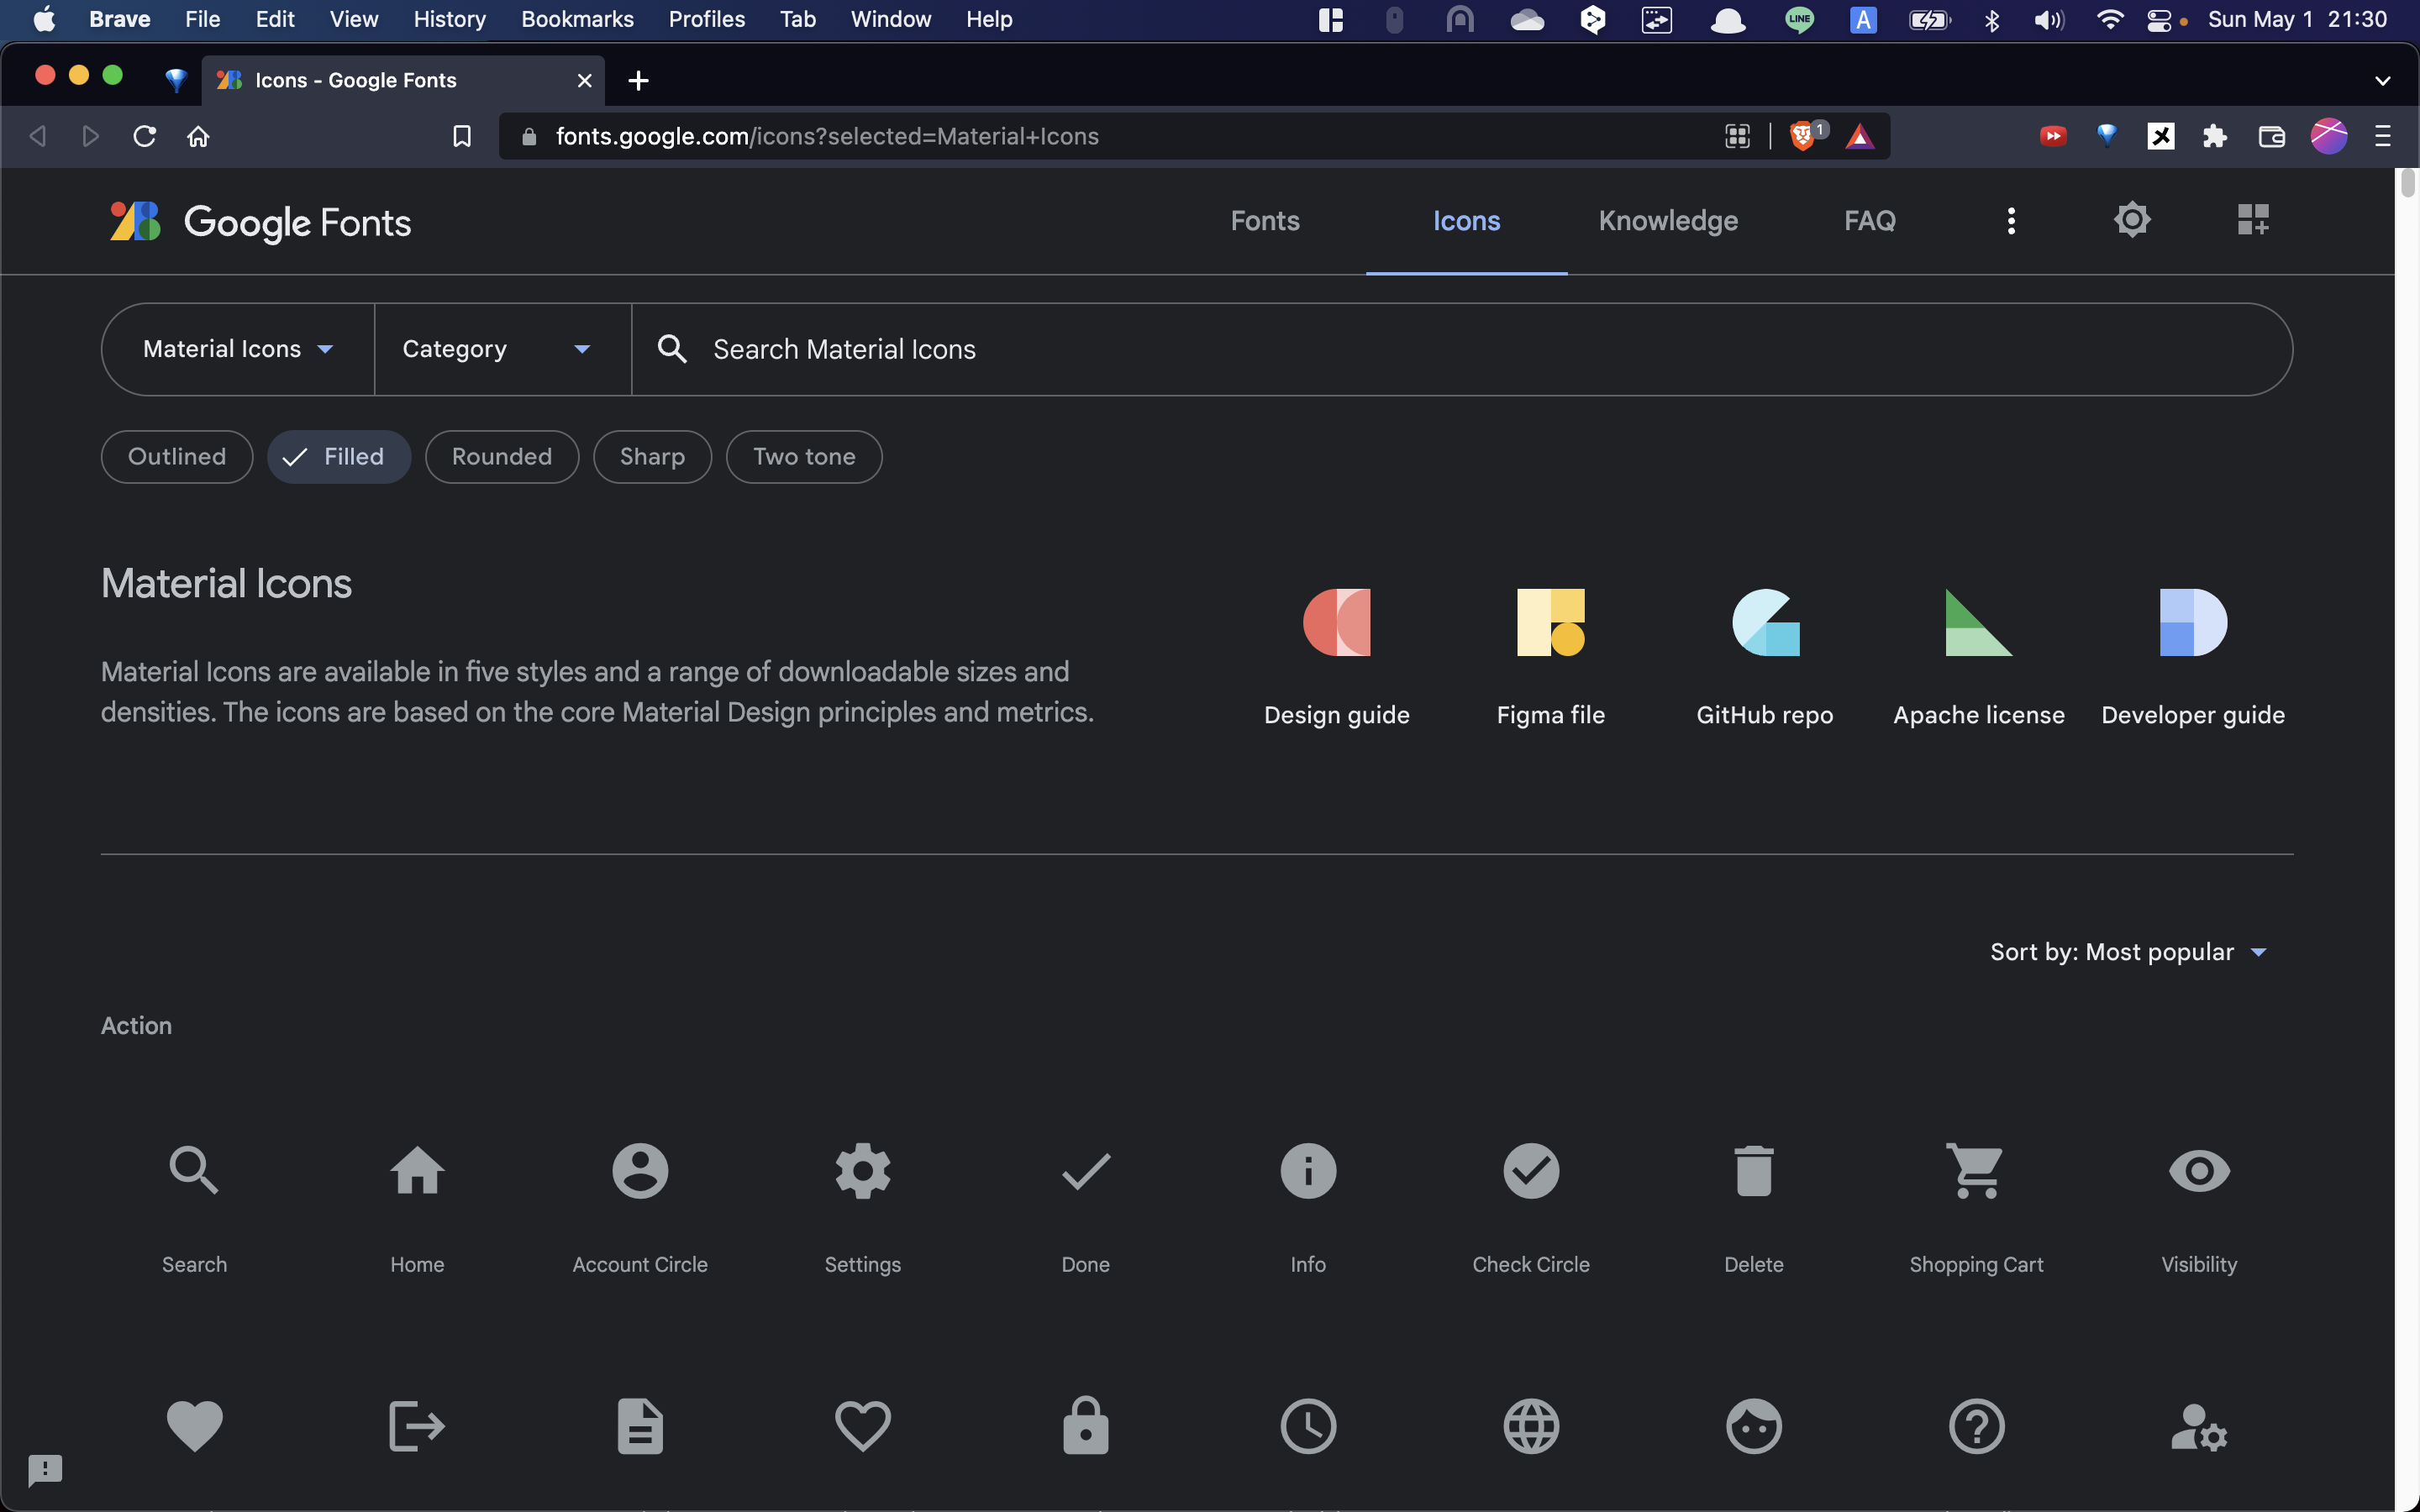 Brave File Edit View History Bookmarks Profiles Tab Window Help LINE A Sun May 1 21:30
Icons - Google Fonts
fonts.google.com/icons?selected=Material+Icons 1
Google Fonts Fonts Icons Knowledge FAQ
Material Icons Category Search Material Icons
Outlined Filled Rounded Sharp Two tone
Material Icons
Material Icons are available in five styles and a range of downloadable sizes and
densities. The icons are based on the core Material Design principles and metrics.
Design guide Figma file GitHub repo Apache license Developer guide
Sort by: Most popular
Action
Search Home Account Circle Settings Done Info Check Circle Delete Shopping Cart Visibility